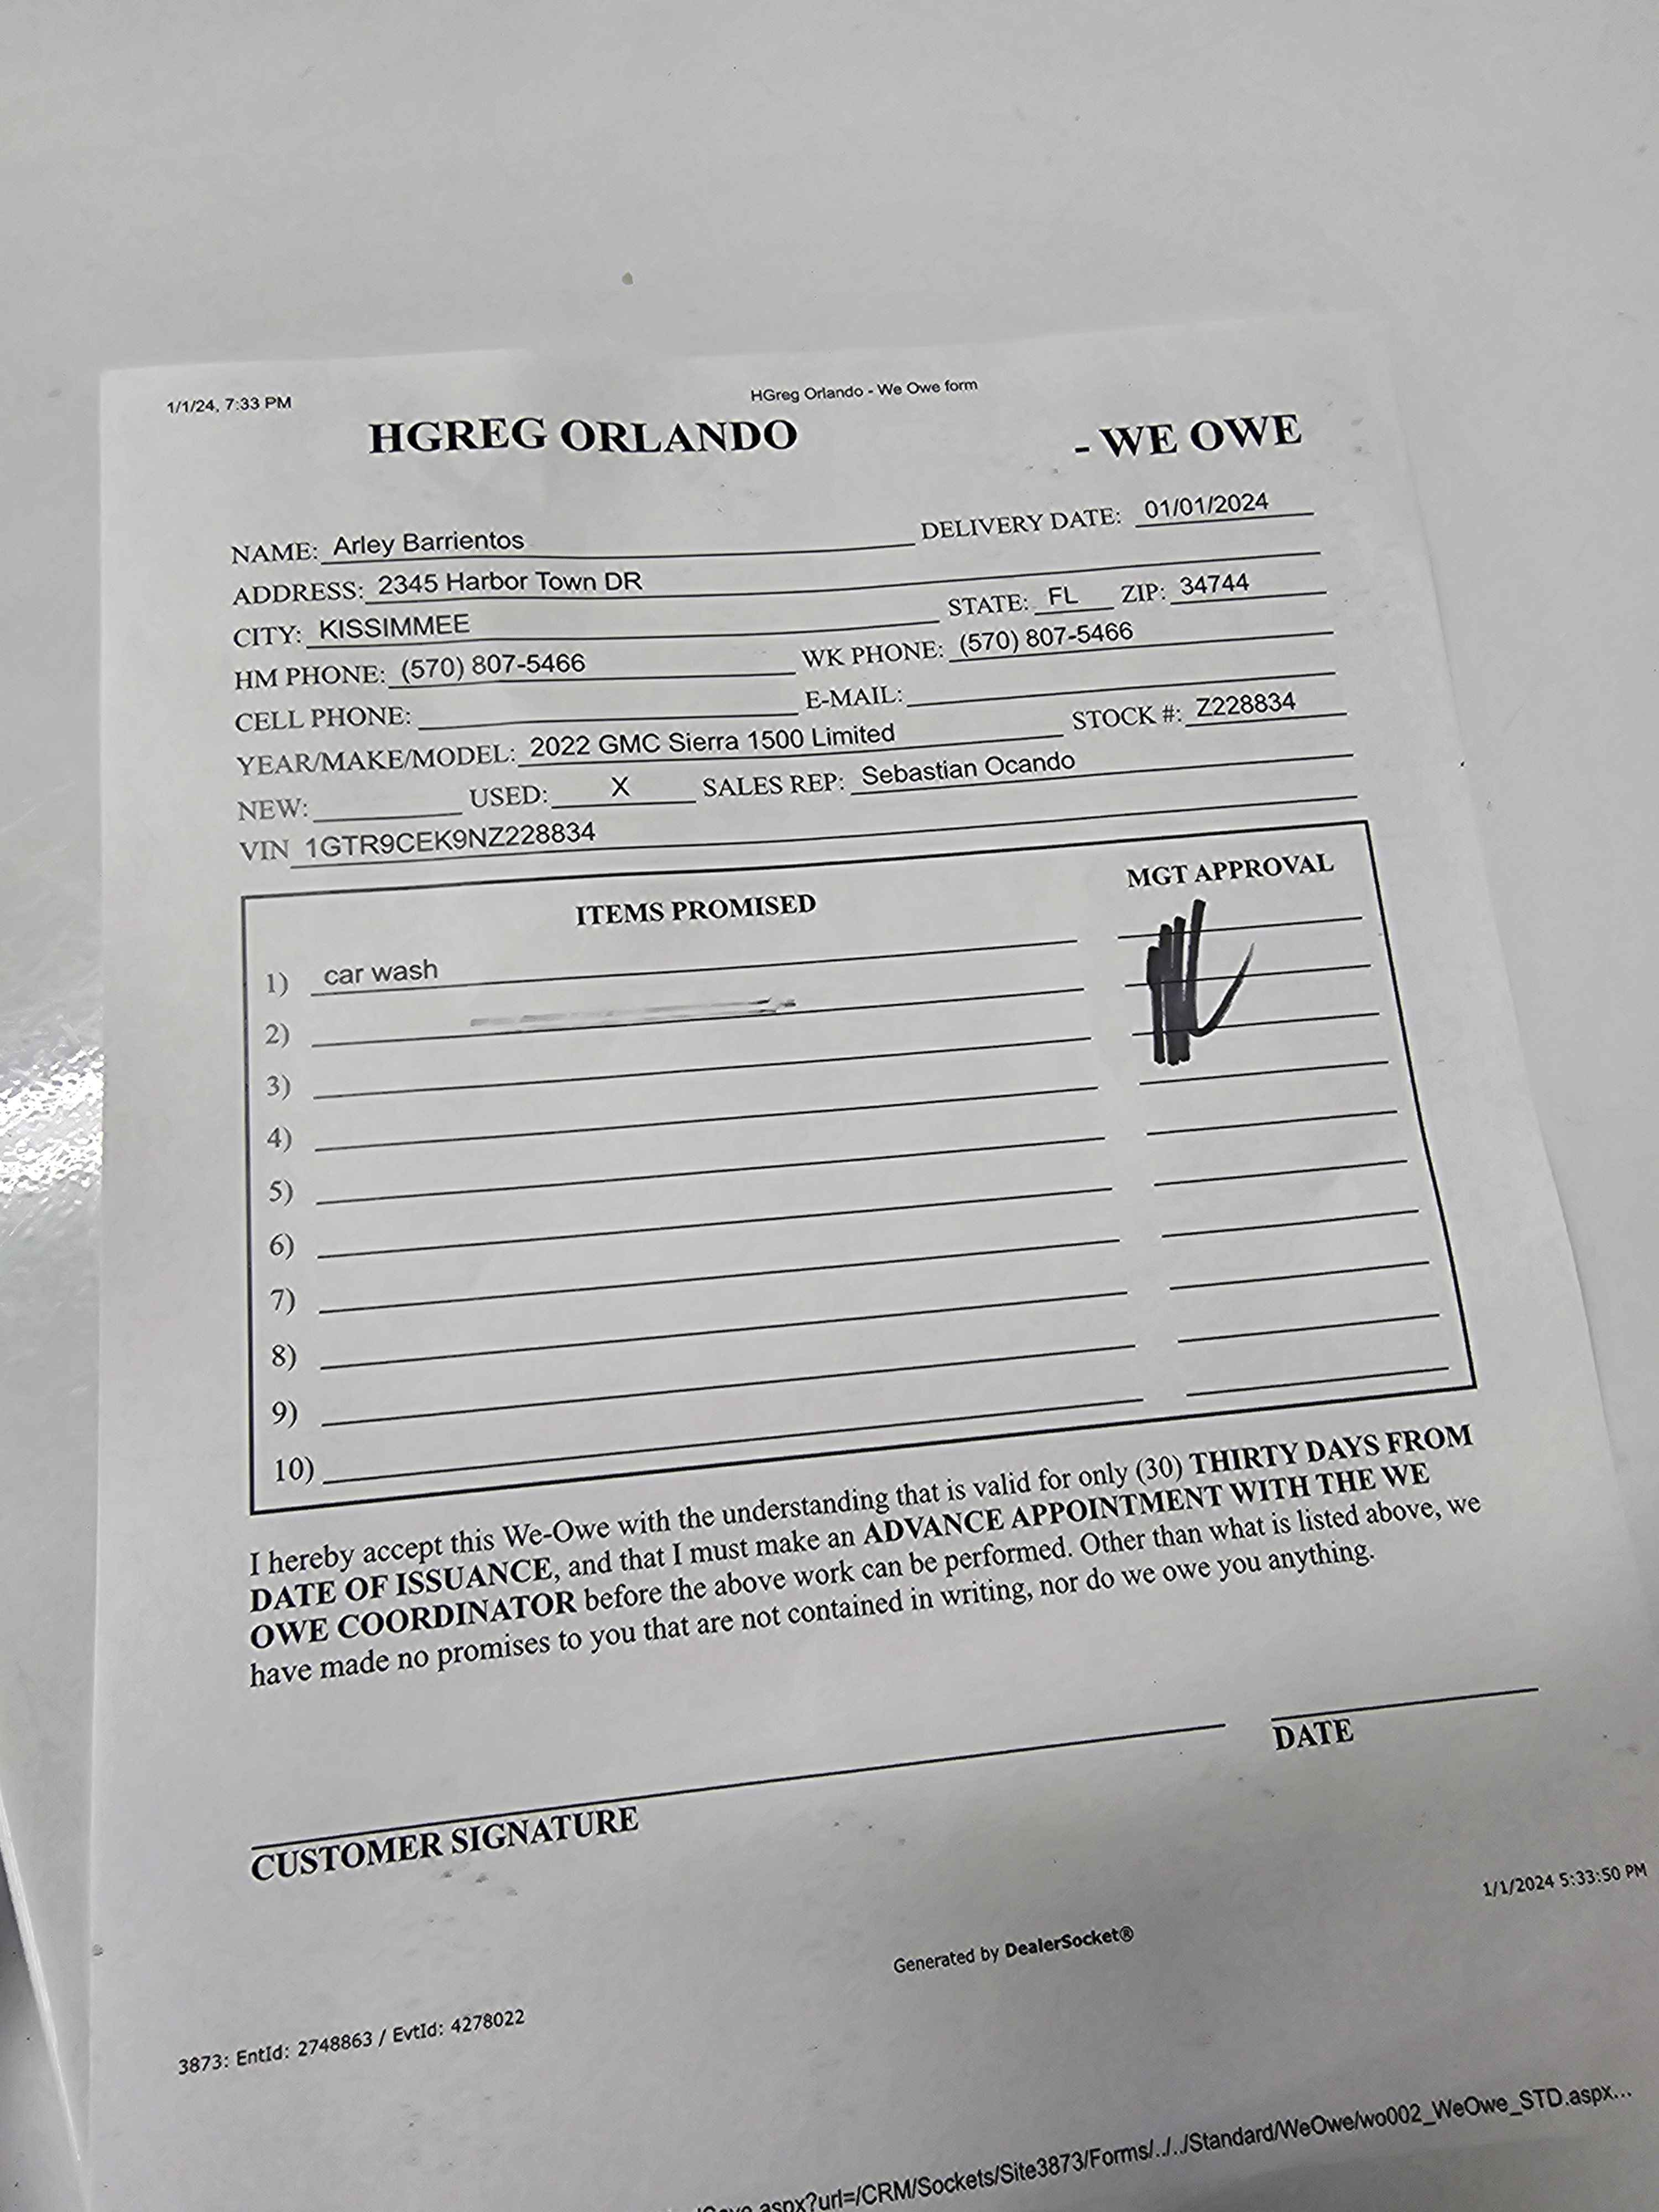 1/1/24, 7:33 PM HGreg Orlando - We Owe form
HGREG ORLANDO - WE OWE
NAME: Arley Barrientos DELIVERY DATE: 01/01/2024
ADDRESS: 2345 Harbor Town DR
CITY: KISSIMMEE STATE: FL ZIP: 34744
HM PHONE: (570) 807-5466 WK PHONE: (570) 807-5466
CELL PHONE: E-MAIL:
YEAR/MAKE/MODEL: 2022 GMC Sierra 1500 Limited STOCK #: Z228834
NEW: USED: X SALES REP: Sebastian Ocando
VIN 1GTR9CEK9NZ228834
ITEMS PROMISED MGT APPROVAL
1) car wash
2)
3)
4)
5)
6)
7)
8)
9)
10)
I hereby accept this We-Owe with the understanding that is valid for only (30) THIRTY DAYS FROM
DATE OF ISSUANCE, and that I must make an ADVANCE APPOINTMENT WITH THE WE
OWE COORDINATOR before the above work can be performed. Other than what is listed above, we
have made no promises to you that are not contained in writing, nor do we owe you anything.
CUSTOMER SIGNATURE DATE
1/1/2024 5:33:50 PM
Generated by DealerSocket®
3873: EntId: 2748863 / EvtId: 4278022
aspx?url=/CRM/Sockets/Site3873/Forms/../../Standard/WeOwe/wo002_WeOwe_STD.aspx...